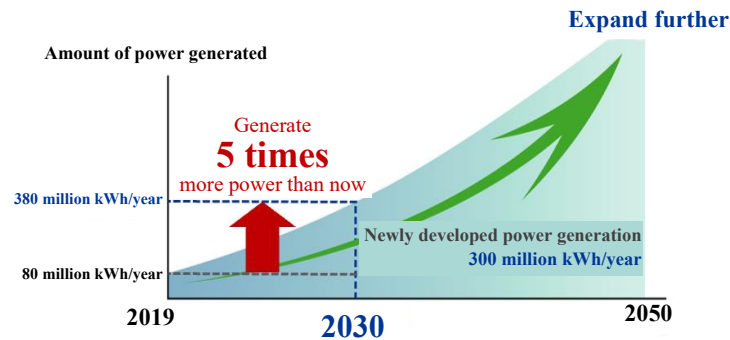 Expand further
Amount of power generated
Generate
5 times
more power than now
380 million kWh/year
Newly developed power generation
300 million kWh/year
80 million kWh/year
2019
2030
2050